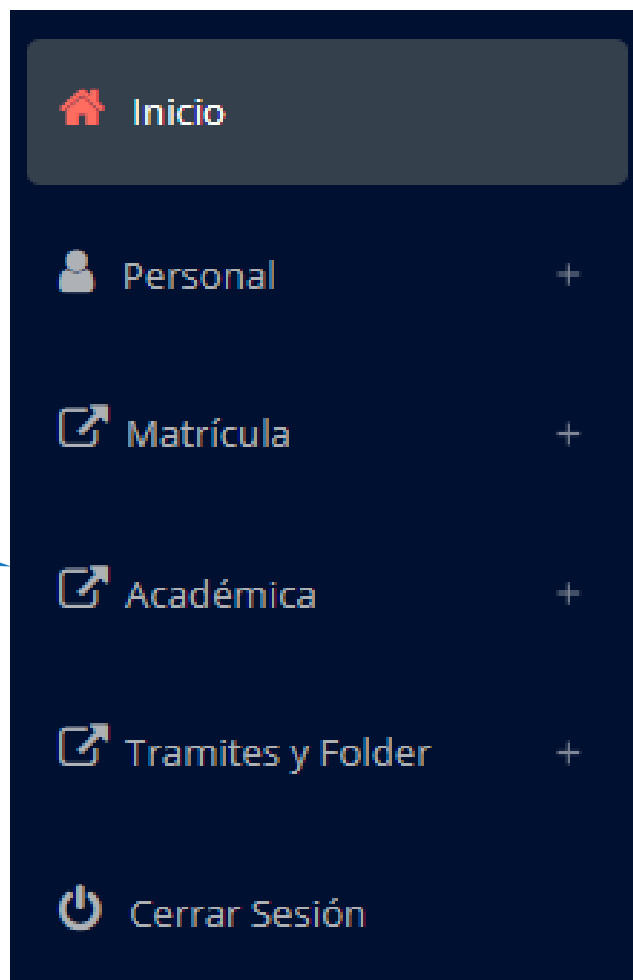 Inicio
Personal +
Matrícula +
Académica +
Tramites y Folder +
Cerrar Sesión